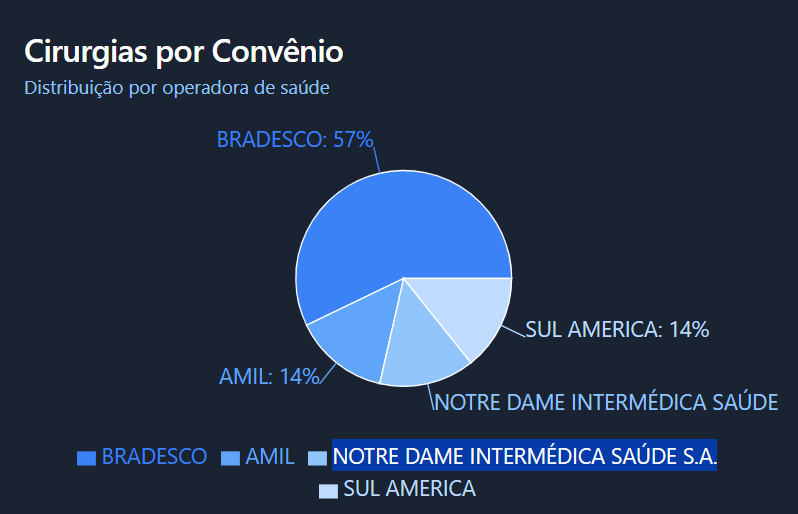 Cirurgias por Convênio
Distribuição por operadora de saúde
BRADESCO: 57%
SUL AMERICA: 14%
AMIL: 14%
NOTRE DAME INTERMÉDICA SAÚDE
BRADESCO AMIL NOTRE DAME INTERMÉDICA SAÚDE S.A.
SUL AMERICA